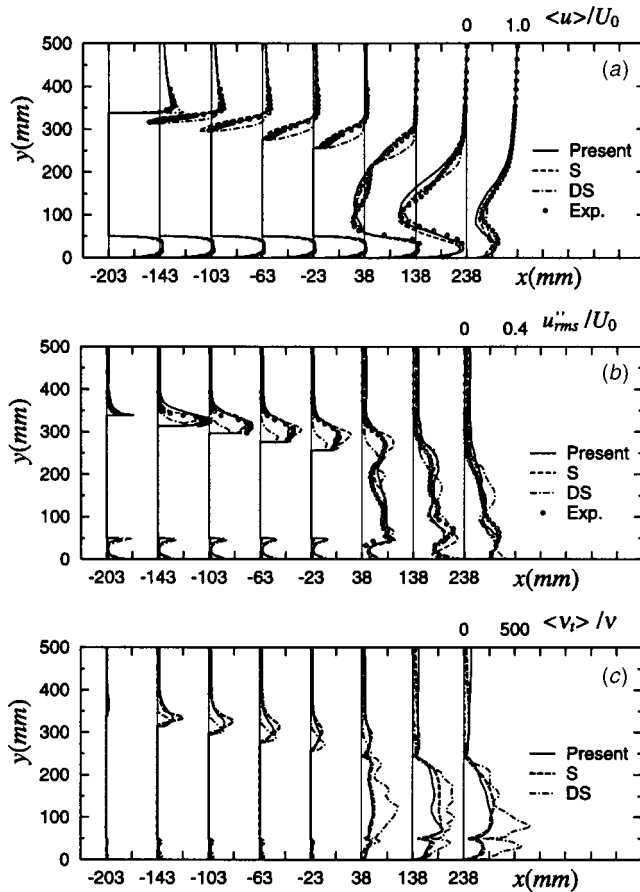 0 1.0 <u>/U₀
500 (a)
400
300
200
100
0
y(mm)
Present
S
DS
Exp.
-203 -143 -103 -63 -23 38 138 238 x(mm)
0 0.4 u''rms/U₀
500 (b)
400
300
200
100
0
y(mm)
Present
S
DS
Exp.
-203 -143 -103 -63 -23 38 138 238 x(mm)
0 500 <νt>/ν
500 (c)
400
300
200
100
0
y(mm)
Present
S
DS
-203 -143 -103 -63 -23 38 138 238 x(mm)